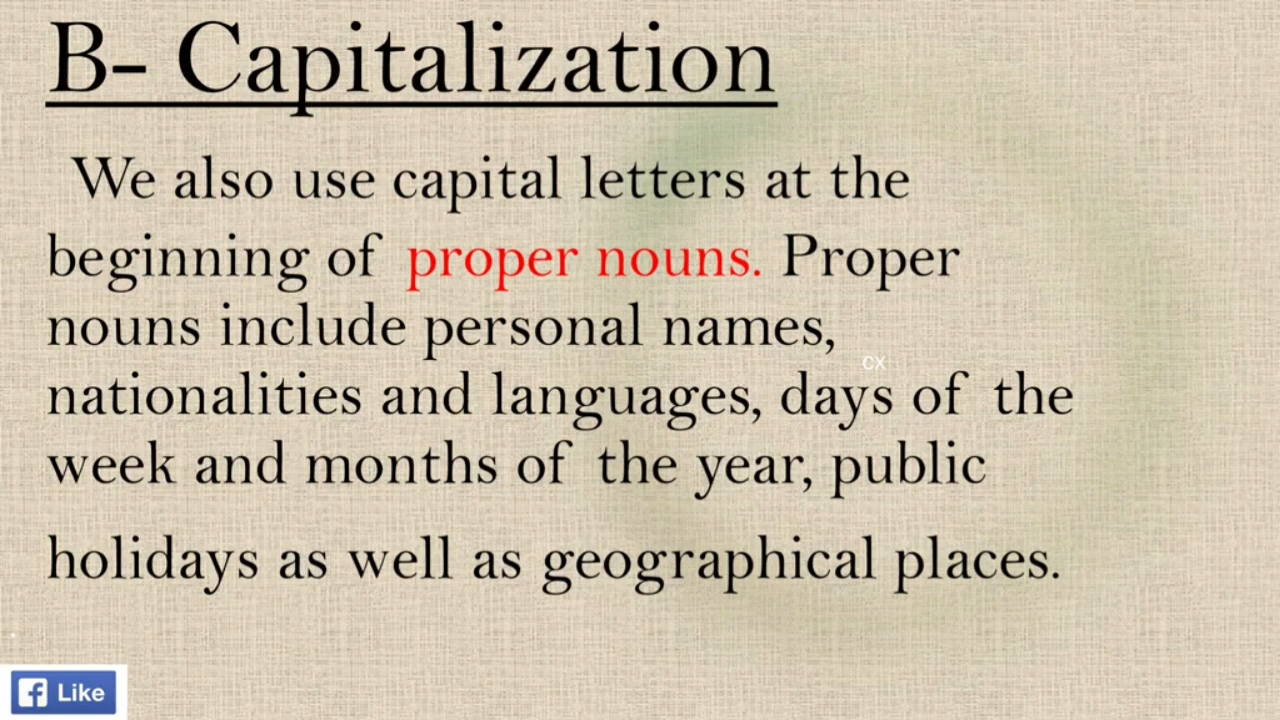 B- Capitalization
We also use capital letters at the
beginning of proper nouns. Proper
nouns include personal names,
cx
nationalities and languages, days of the
week and months of the year, public
holidays as well as geographical places.
f Like